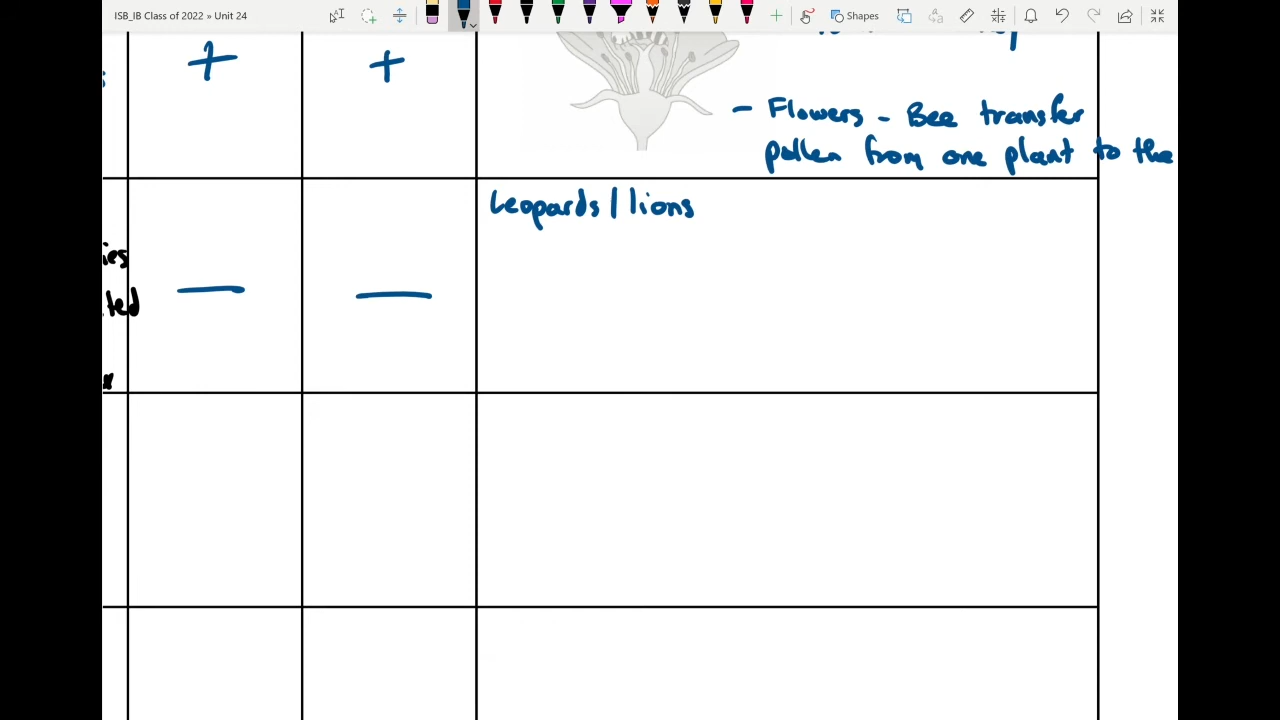 ISB_IB Class of 2022 » Unit 24
Shapes
+ +
- Flowers - Bee transfer
pollen from one plant to the
Leopards / lions
ies
ted
— —